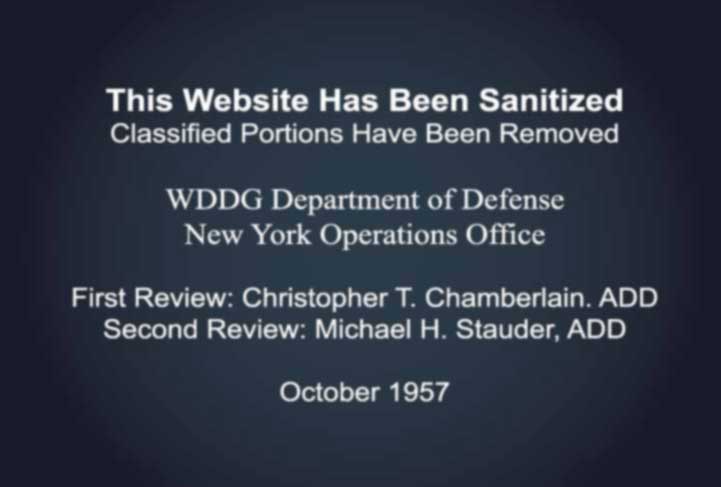 This Website Has Been Sanitized
Classified Portions Have Been Removed
WDDG Department of Defense
New York Operations Office
First Review: Christopher T. Chamberlain. ADD
Second Review: Michael H. Stauder, ADD
October 1957